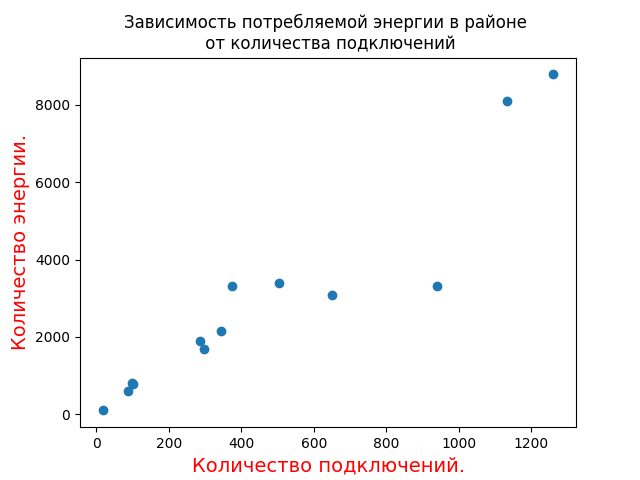 Зависимость потребляемой энергии в районе
от количества подключений
8000
6000
4000
2000
0
Количество энергии.
0 200 400 600 800 1000 1200
Количество подключений.